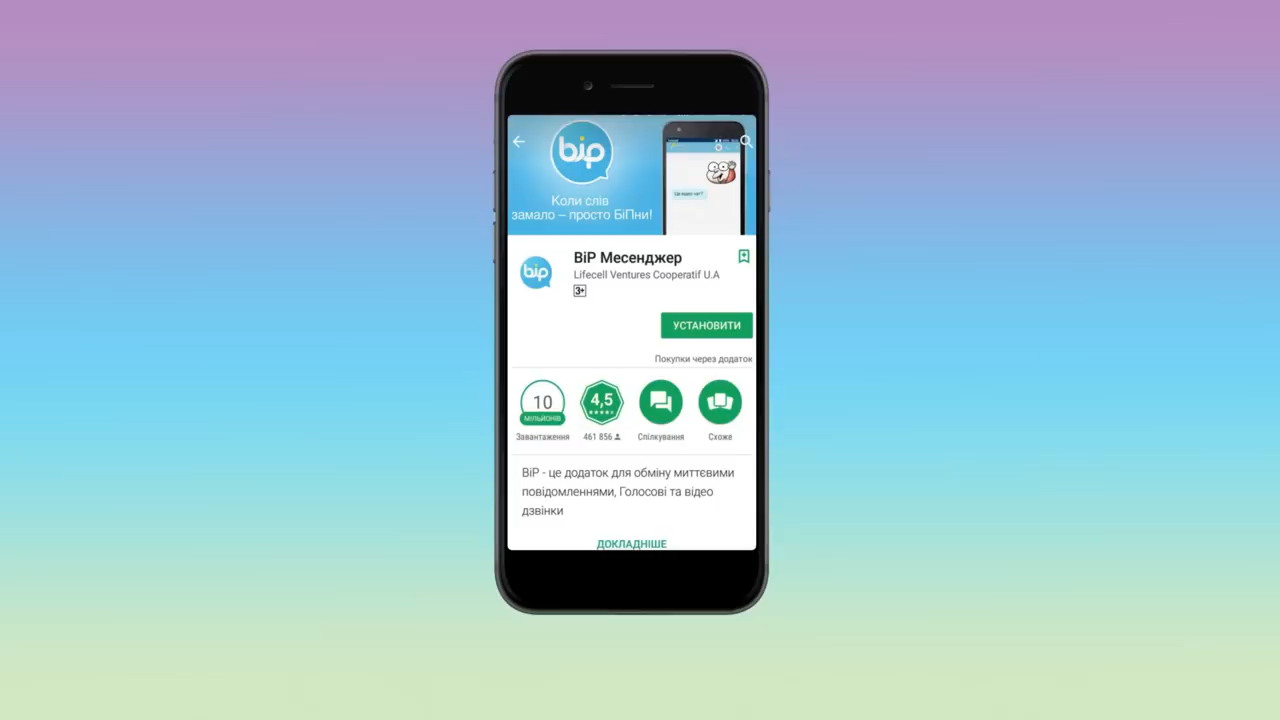 bip
Коли слів
замало – просто БіПни!
Це відео чат?
bip
BiP Месенджер
Lifecell Ventures Cooperatif U.A
3+
УСТАНОВИТИ
Покупки через додаток
10
МІЛЬЙОНІВ
4,5
Завантаження
461 856
Спілкування
Схоже
BiP - це додаток для обміну миттєвими
повідомленнями, Голосові та відео
дзвінки
ДОКЛАДНІШЕ